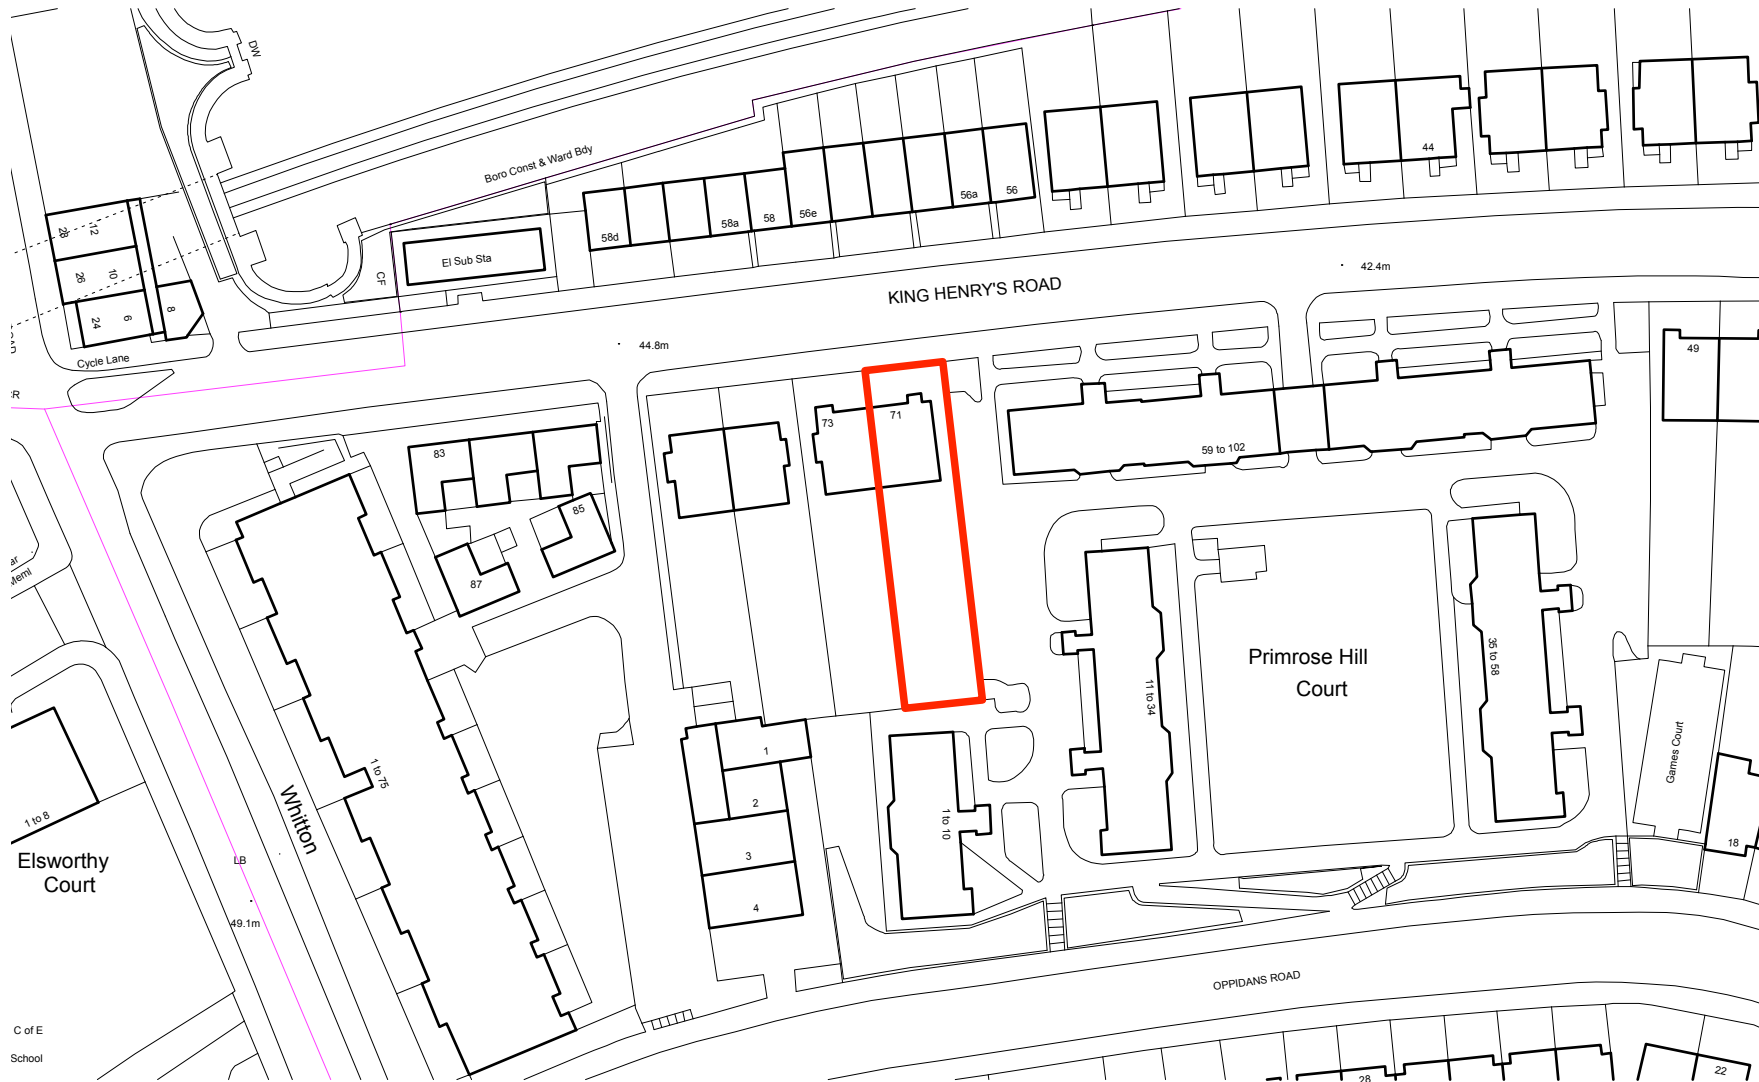 DW
Boro Const & Ward Bdy
44
56
56a
56e
58
58a
58d
El Sub Sta
CF
28
12
26
10
24
6
8
Cycle Lane
KING HENRY'S ROAD
42.4m
44.8m
49
71
73
59 to 102
83
85
87
Meml
Primrose Hill
Court
35 to 58
11 to 34
Games Court
1 to 75
Whitton
1
2
3
4
1 to 10
18
1 to 8
Elsworthy
Court
LB
49.1m
OPPIDANS ROAD
C of E
School
28
22